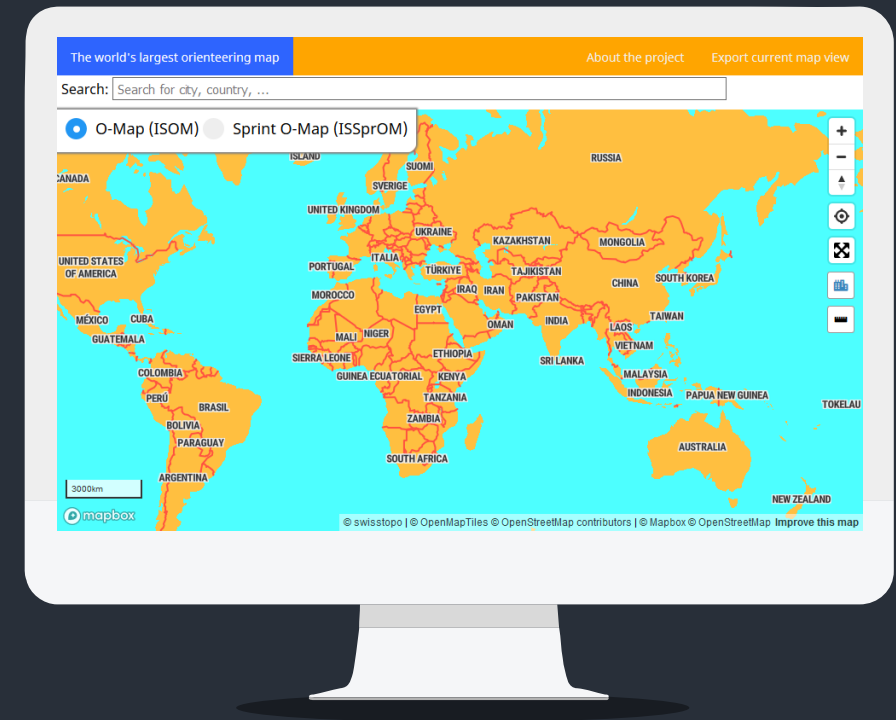 The world's largest orienteering map
About the project
Export current map view
Search:
Search for city, country, ...
O-Map (ISOM)
Sprint O-Map (ISSprOM)
ISLAND
RUSSIA
SUOMI
CANADA
SVERIGE
UNITED KINGDOM
UKRAINE
KAZAKHSTAN
MONGOLIA
UNITED STATES
OF AMERICA
ITALIA
PORTUGAL
TÜRKIYE
TAJIKISTAN
CHINA
SOUTH KOREA
IRAQ
IRAN
MOROCCO
PAKISTAN
EGYPT
MÉXICO
CUBA
OMAN
INDIA
TAIWAN
LAOS
GUATEMALA
MALI
NIGER
VIETNAM
SIERRA LEONE
ETHIOPIA
SRI LANKA
COLOMBIA
GUINEA ECUATORIAL
KENYA
MALAYSIA
PERÚ
TANZANIA
INDONESIA
PAPUA NEW GUINEA
TOKELAU
BRASIL
ZAMBIA
BOLIVIA
PARAGUAY
AUSTRALIA
SOUTH AFRICA
ARGENTINA
3000km
NEW ZEALAND
mapbox
© swisstopo | © OpenMapTiles © OpenStreetMap contributors | © Mapbox © OpenStreetMap Improve this map